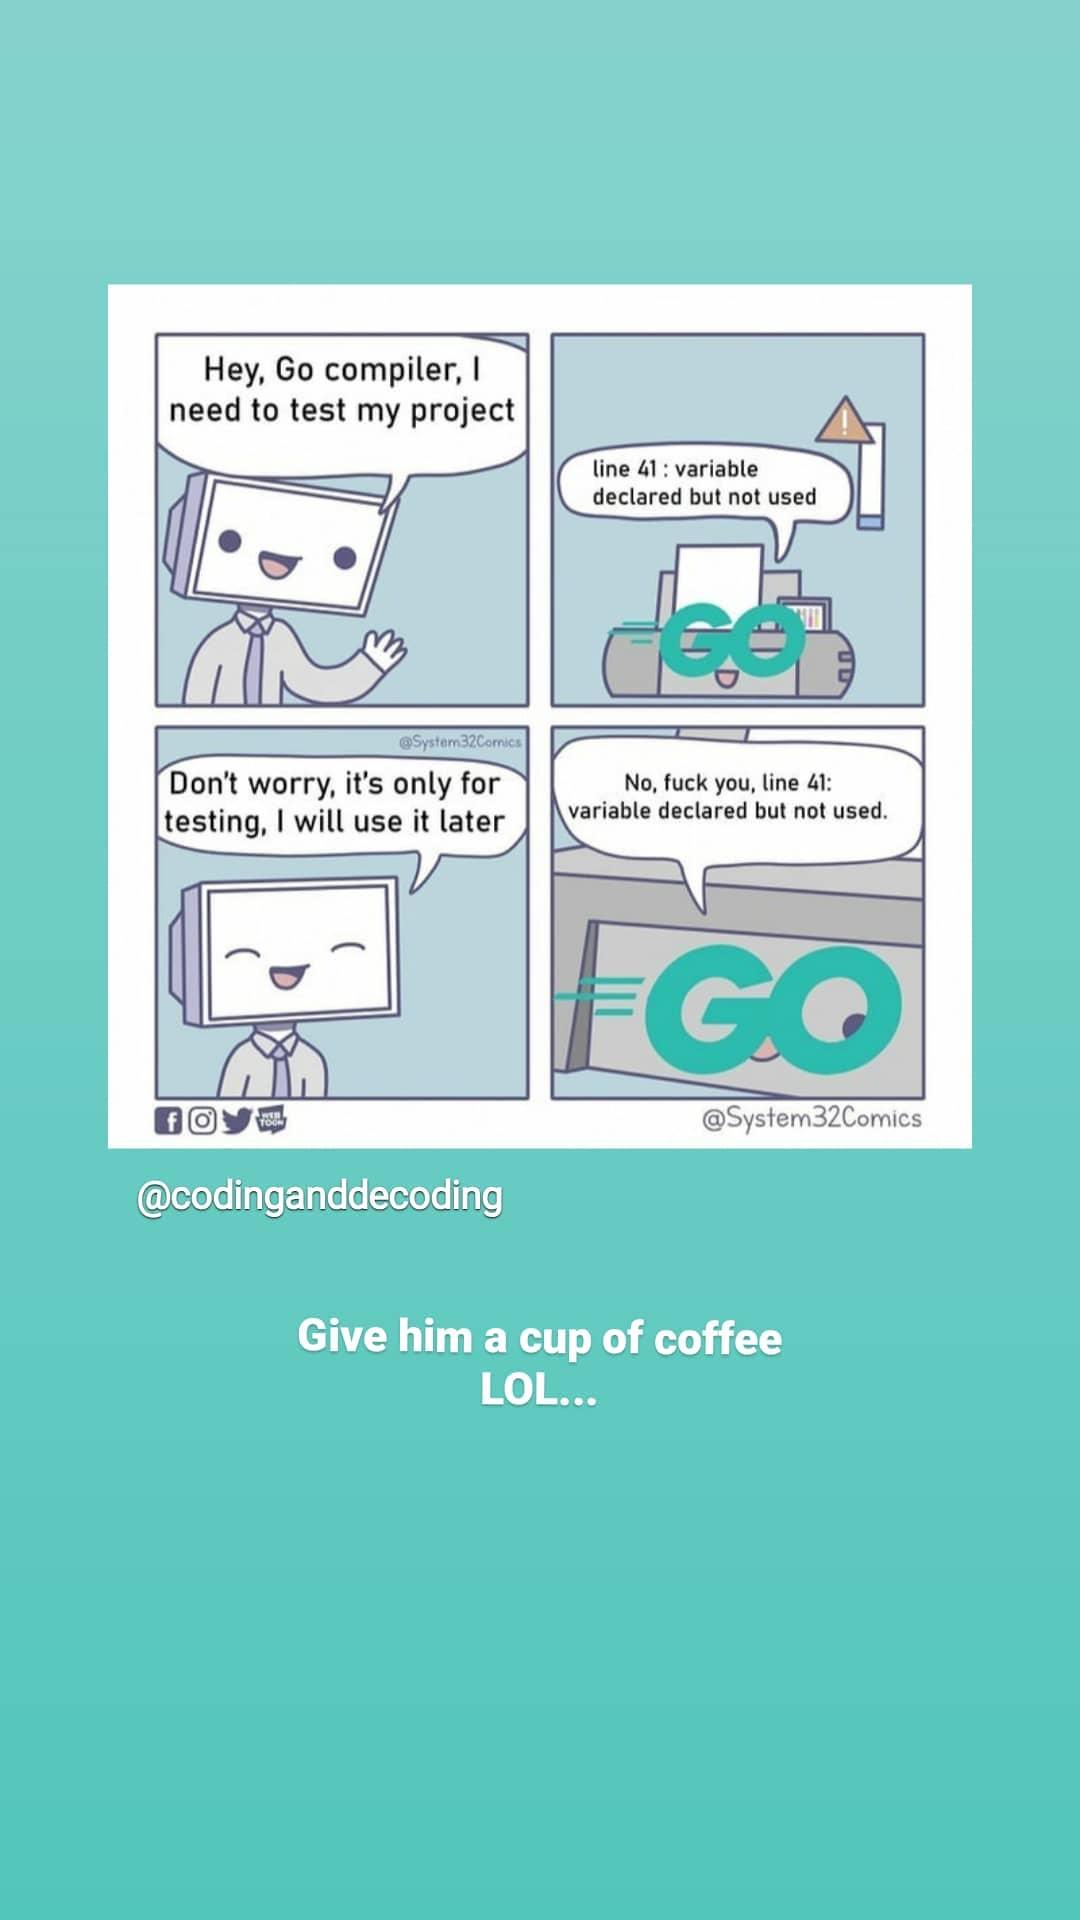 Hey, Go compiler, I
need to test my project
!
line 41 : variable
declared but not used
GO
@System32Comics
Don't worry, it's only for
testing, I will use it later
No, fuck you, line 41:
variable declared but not used.
GO
f
WEB
TOON
@System32Comics
@codinganddecoding
Give him a cup of coffee
LOL...